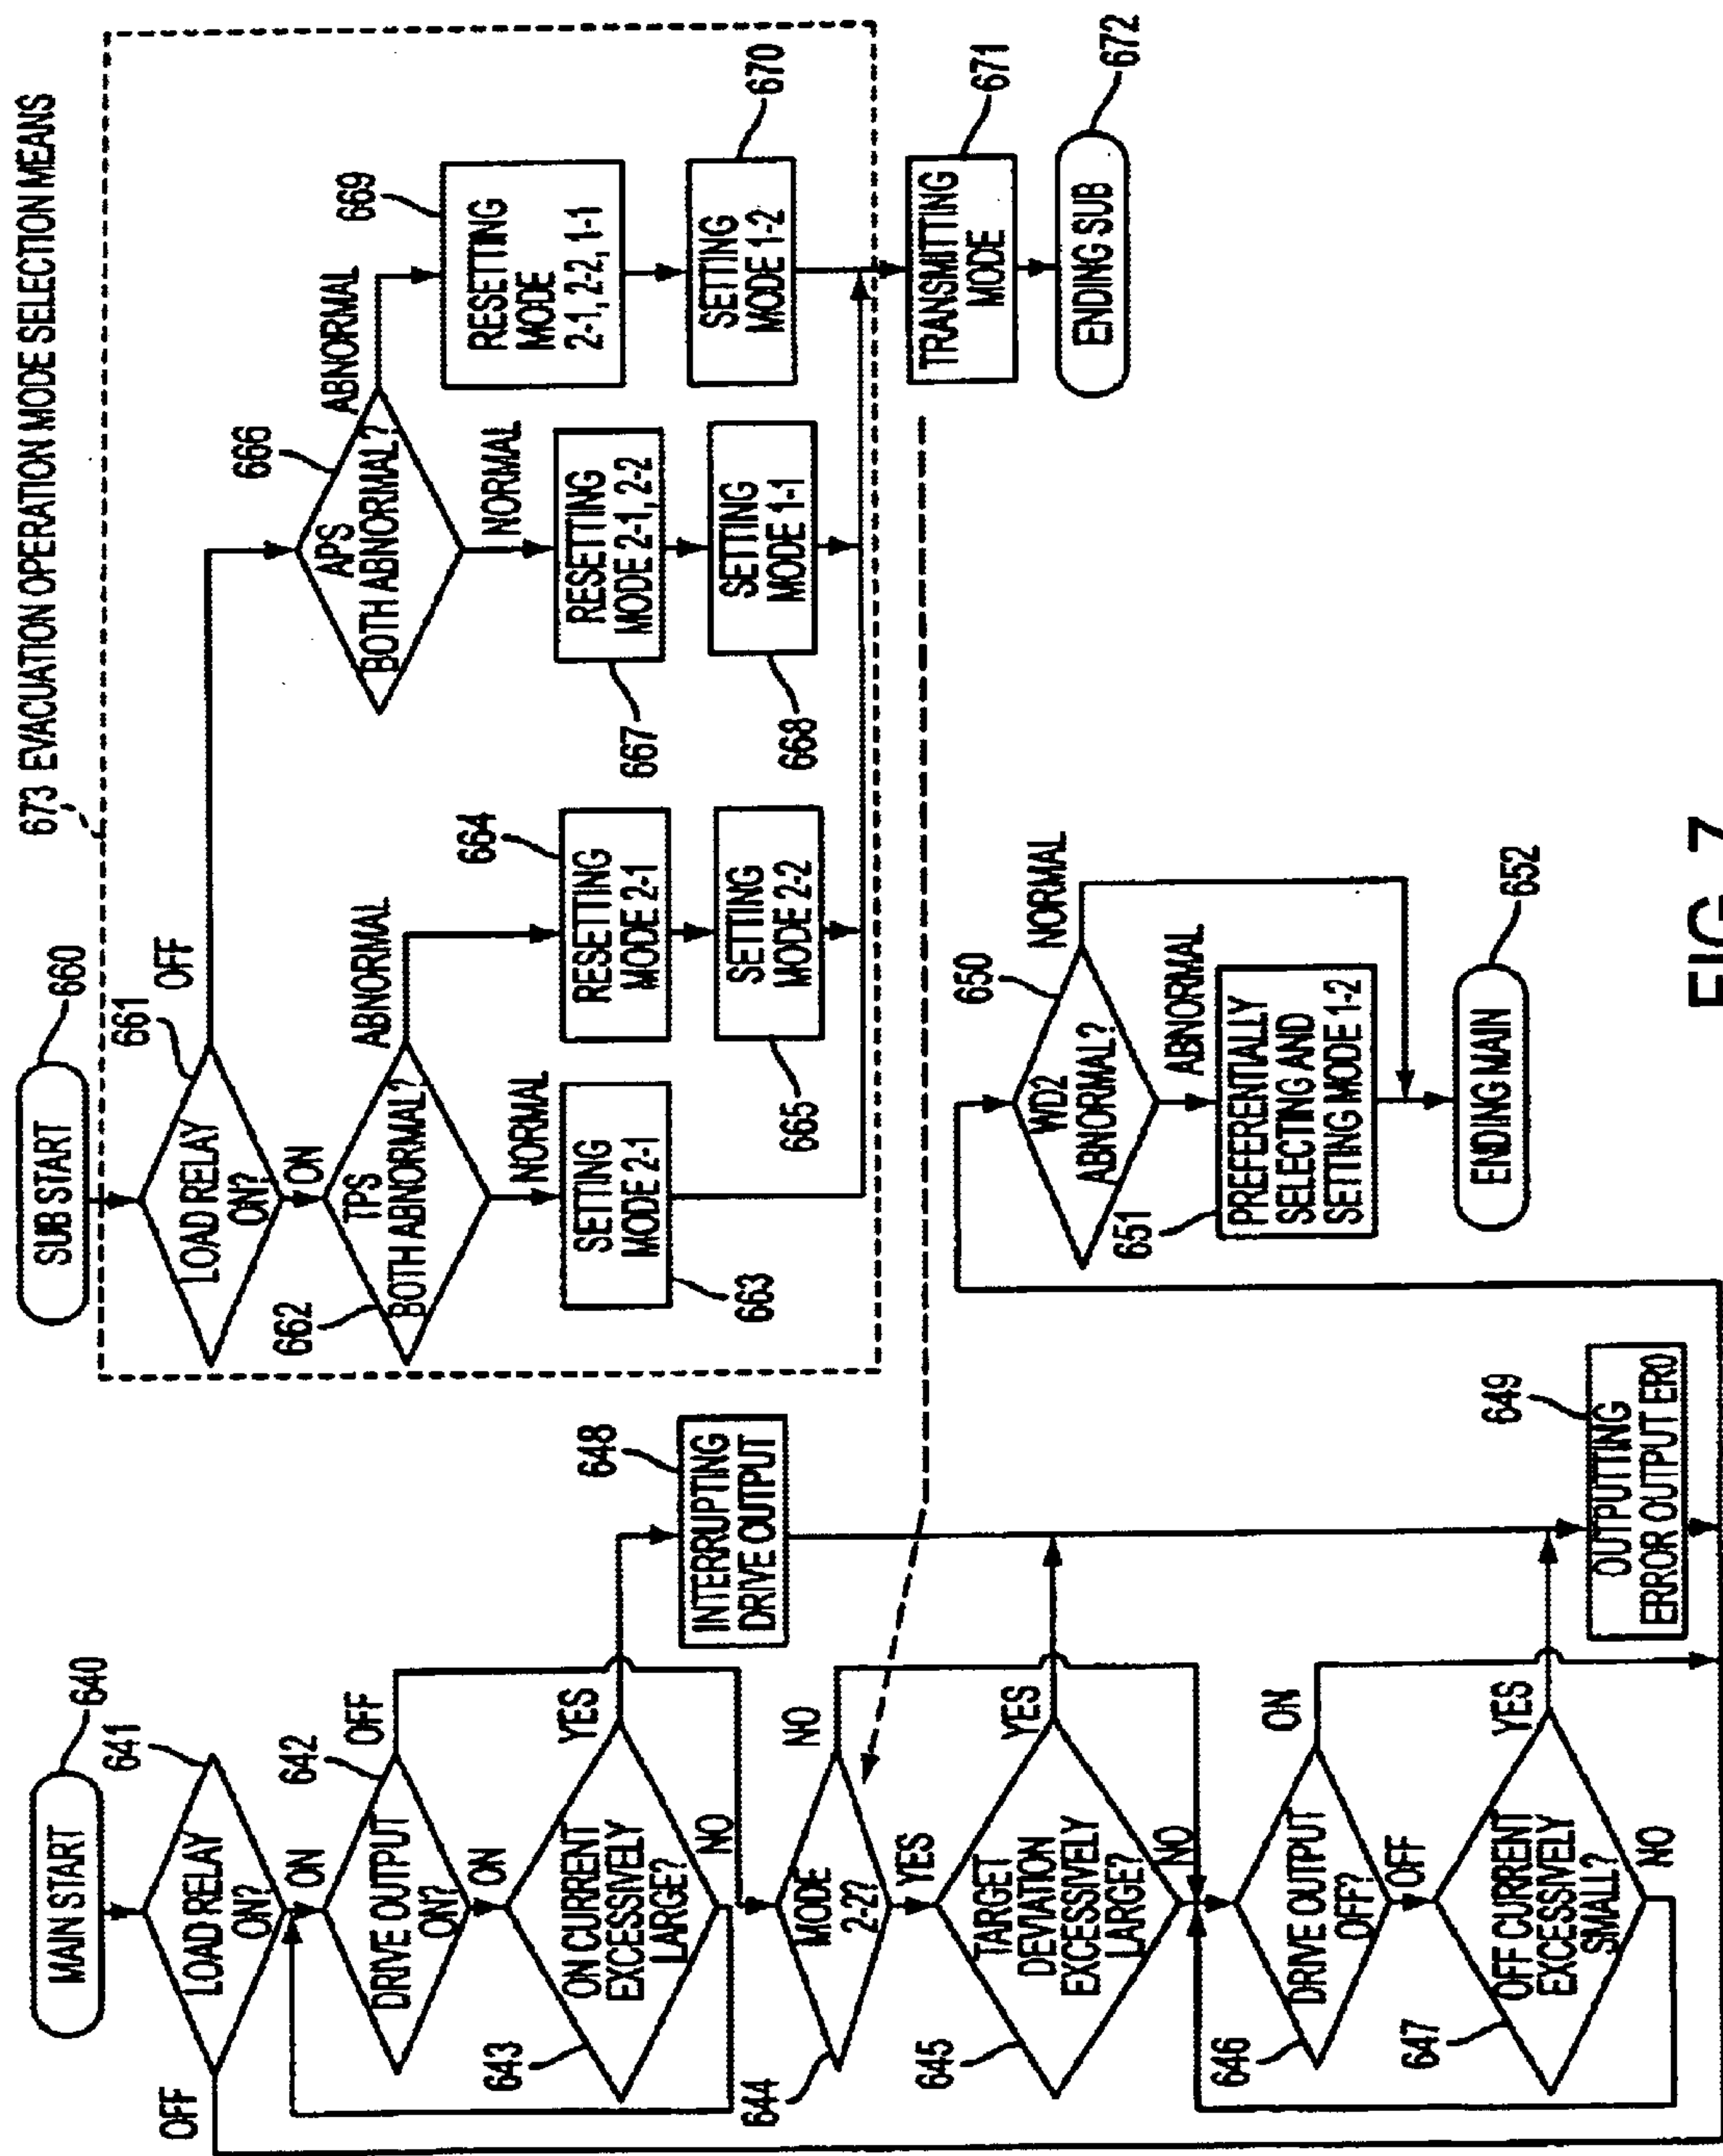 MAIN START
640
641
LOAD RELAY
ON?
OFF
ON
642
DRIVE OUTPUT
ON?
OFF
ON
643
ON CURRENT
EXCESSIVELY
LARGE?
YES
NO
648
INTERRUPTING
DRIVE OUTPUT
644
MODE
2-2?
NO
YES
645
TARGET
DEVIATION
EXCESSIVELY
LARGE?
YES
NO
646
DRIVE OUTPUT
OFF?
ON
OFF
647
OFF CURRENT
EXCESSIVELY
SMALL?
YES
NO
649
OUTPUTTING
ERROR OUTPUT ER0
650
WD2
ABNORMAL?
NORMAL
ABNORMAL
651
PREFERENTIALLY
SELECTING AND
SETTING MODE 1-2
ENDING MAIN
652
673 EVACUATION OPERATION MODE SELECTION MEANS
SUB START
660
661
LOAD RELAY
ON?
OFF
ON
662
TPS
BOTH ABNORMAL?
ABNORMAL
NORMAL
SETTING
MODE 2-1
663
664
RESETTING
MODE 2-1
SETTING
MODE 2-2
665
666
APS
BOTH ABNORMAL?
ABNORMAL
NORMAL
RESETTING
MODE 2-1, 2-2
667
SETTING
MODE 1-1
668
669
RESETTING
MODE
2-1, 2-2, 1-1
SETTING
MODE 1-2
670
TRANSMITTING
MODE
671
ENDING SUB
672
FIG. 7